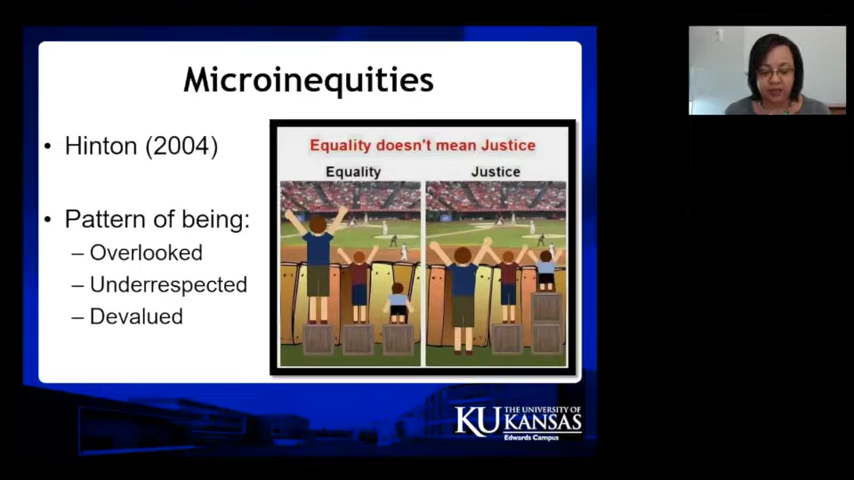 Microinequities
• Hinton (2004)
• Pattern of being:
– Overlooked
– Underrespected
– Devalued
Equality doesn't mean Justice
Equality
Justice
KU THE UNIVERSITY OF
KANSAS
Edwards Campus